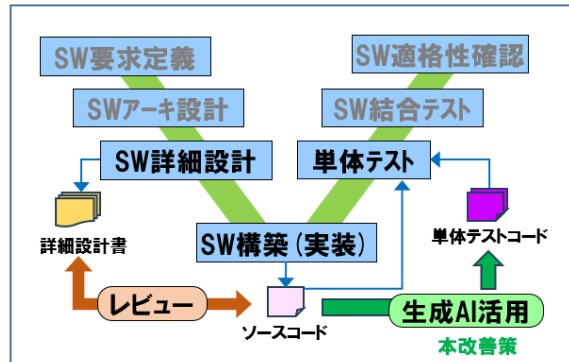 SW要求定義
SW適格性確認
SWアーキ設計
SW結合テスト
SW詳細設計
単体テスト
詳細設計書
SW構築(実装)
単体テストコード
レビュー
ソースコード
生成AI活用
本改善策